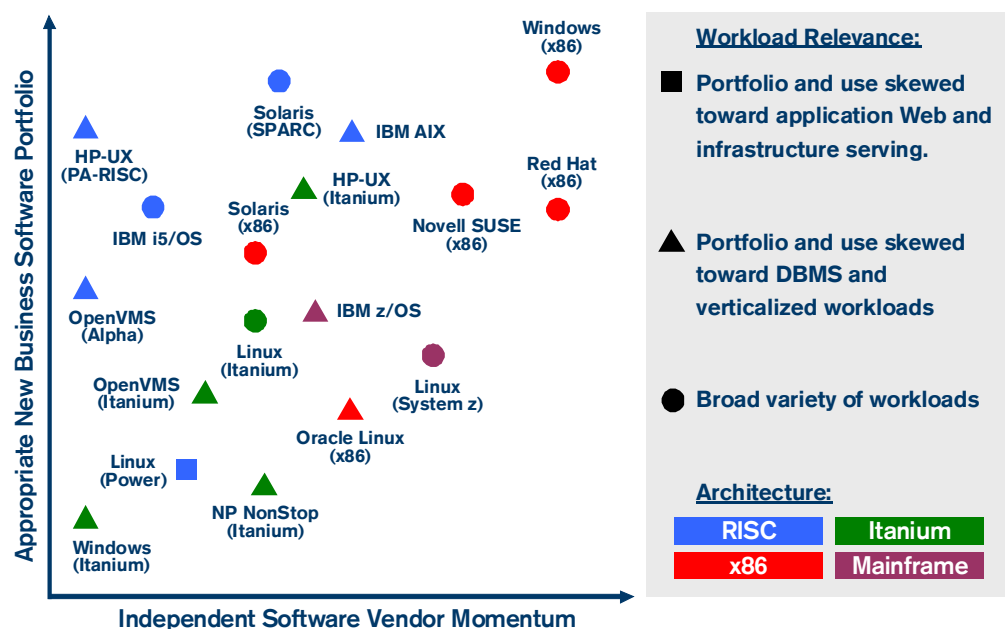 Appropriate New Business Software Portfolio
Windows
(x86)
Solaris
(SPARC)
IBM AIX
HP-UX
(PA-RISC)
HP-UX
(Itanium)
Red Hat
(x86)
IBM i5/OS
Solaris
(x86)
Novell SUSE
(x86)
OpenVMS
(Alpha)
IBM z/OS
Linux
(Itanium)
OpenVMS
(Itanium)
Linux
(System z)
Oracle Linux
(x86)
Linux
(Power)
NP NonStop
(Itanium)
Windows
(Itanium)
Independent Software Vendor Momentum
Workload Relevance:
Portfolio and use skewed
toward application Web and
infrastructure serving.
Portfolio and use skewed
toward DBMS and
verticalized workloads
Broad variety of workloads
Architecture:
RISC
Itanium
x86
Mainframe